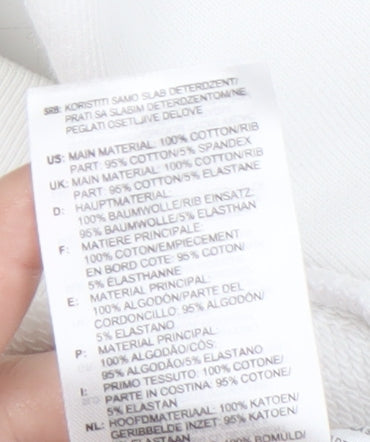 SRB: KORISTITI SAMO SLAB DETERDZENT/
PRATI SA SLABIM DETERDZENTOM/NE
PEGLATI OSETLJIVE DELOVE
US: MAIN MATERIAL: 100% COTTON/RIB
PART: 95% COTTON/5% SPANDEX
UK: MAIN MATERIAL: 100% COTTON/RIB
PART: 95% COTTON/5% ELASTANE
D: HAUPTMATERIAL:
100% BAUMWOLLE/RIB EINSATZ:
95% BAUMWOLLE/5% ELASTHAN
F: MATIERE PRINCIPALE:
100% COTON/EMPIECEMENT
EN BORD COTE: 95% COTON/
5% ELASTHANNE
E: MATERIAL PRINCIPAL:
100% ALGODÓN/PARTE DEL
CORDONCILLO: 95% ALGODÓN/
5% ELASTANO
P: MATERIAL PRINCIPAL:
100% ALGODÃO/CÓS:
95% ALGODÃO/5% ELASTANO
I: PRIMO TESSUTO: 100% COTONE/
PARTE IN COSTINA: 95% COTONE/
5% ELASTAN
NL: HOOFDMATERIAAL: 100% KATOEN/
GERIBBELDE INZET: 95% KATOEN/
5% ELASTAAN